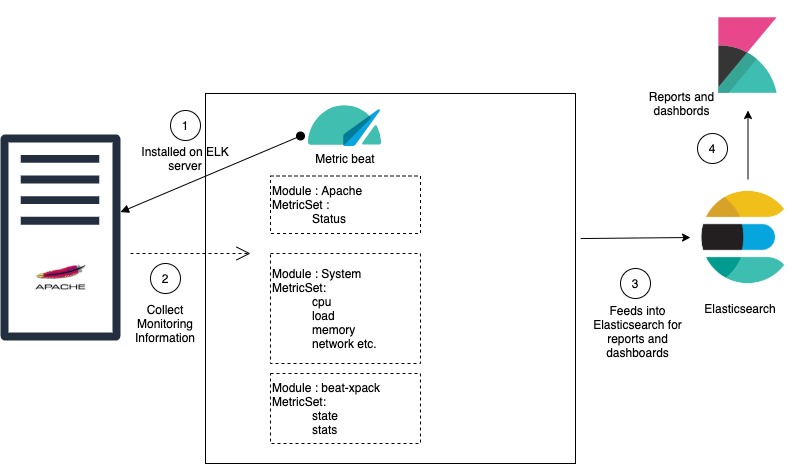 1
Installed on ELK
server
Metric beat
Module : Apache
MetricSet :
Status
APACHE
2
Collect
Monitoring
Information
Module : System
MetricSet:
cpu
load
memory
network etc.
Module : beat-xpack
MetricSet:
state
stats
3
Feeds into
Elasticsearch for
reports and
dashboards
Elasticsearch
4
Reports and
dashbords